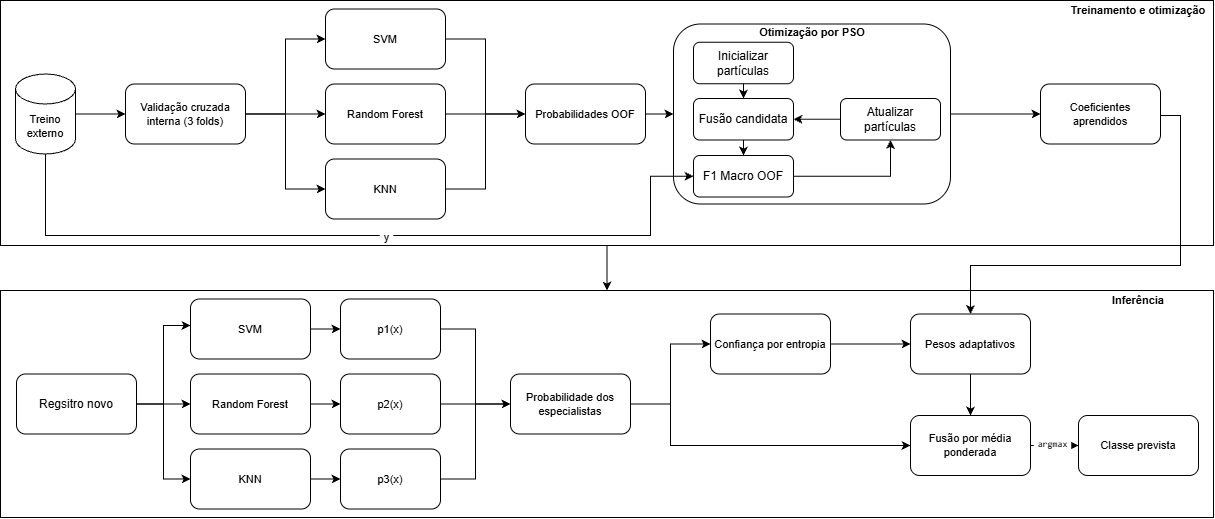 Treinamento e otimização
SVM
Otimização por PSO
Inicializar
partículas
Treino
externo
Validação cruzada
interna (3 folds)
Random Forest
Probabilidades OOF
Fusão candidata
Atualizar
partículas
Coeficientes
aprendidos
KNN
F1 Macro OOF
y
Inferência
SVM
p1(x)
Confiança por entropia
Pesos adaptativos
Regsitro novo
Random Forest
p2(x)
Probabilidade dos
especialistas
Fusão por média
ponderada
argmax
Classe prevista
KNN
p3(x)